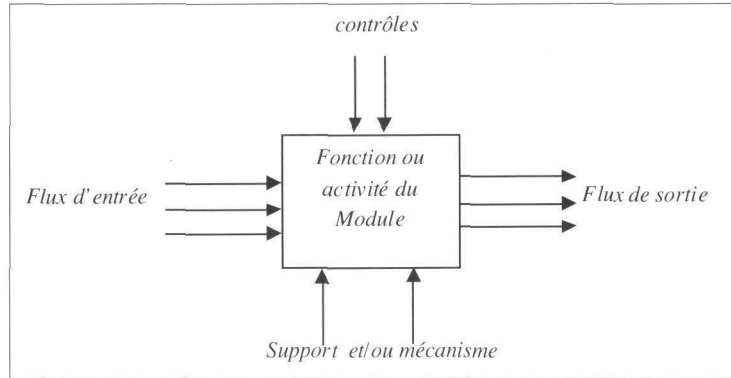 contrôles
Fonction ou
activité du
Module
Flux d'entrée
Flux de sortie
Support et/ou mécanisme